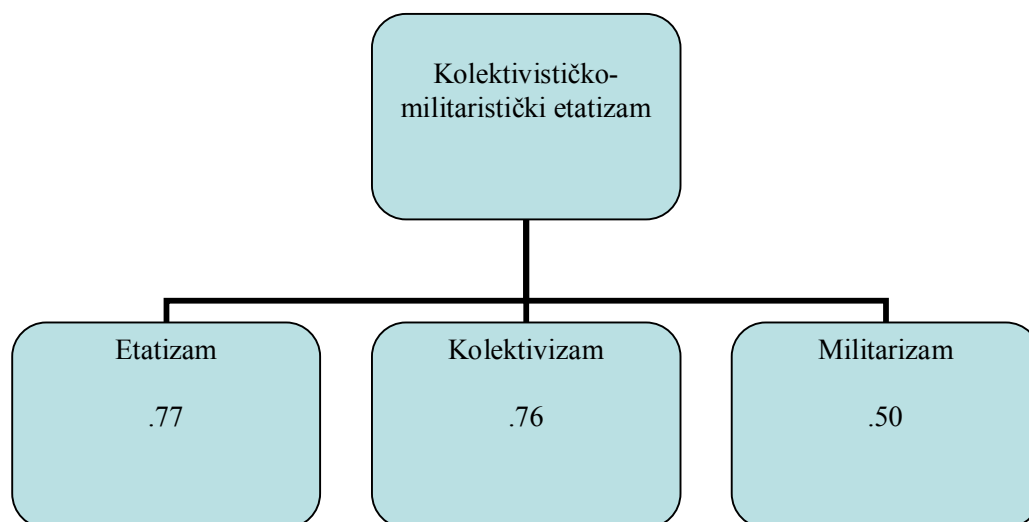 Kolektivističko-
militaristički etatizam
Etatizam
.77
Kolektivizam
.76
Militarizam
.50